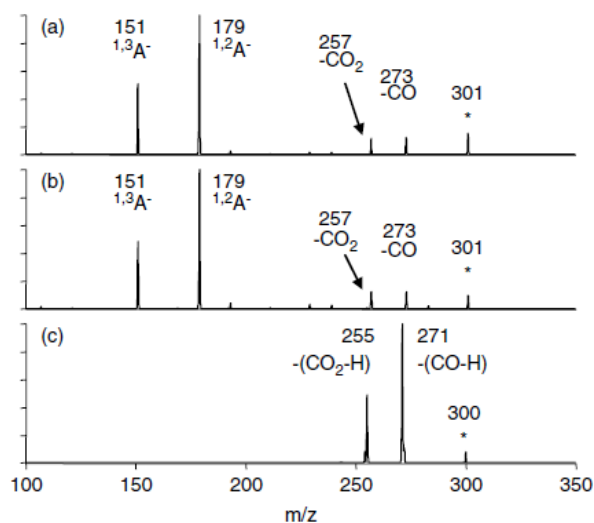 (a)
151
1,3A-
179
1,2A-
257
-CO2
273
-CO
301
*
(b)
151
1,3A-
179
1,2A-
257
-CO2
273
-CO
301
*
(c)
255
-(CO2-H)
271
-(CO-H)
300
*
100 150 200 250 300 350
m/z